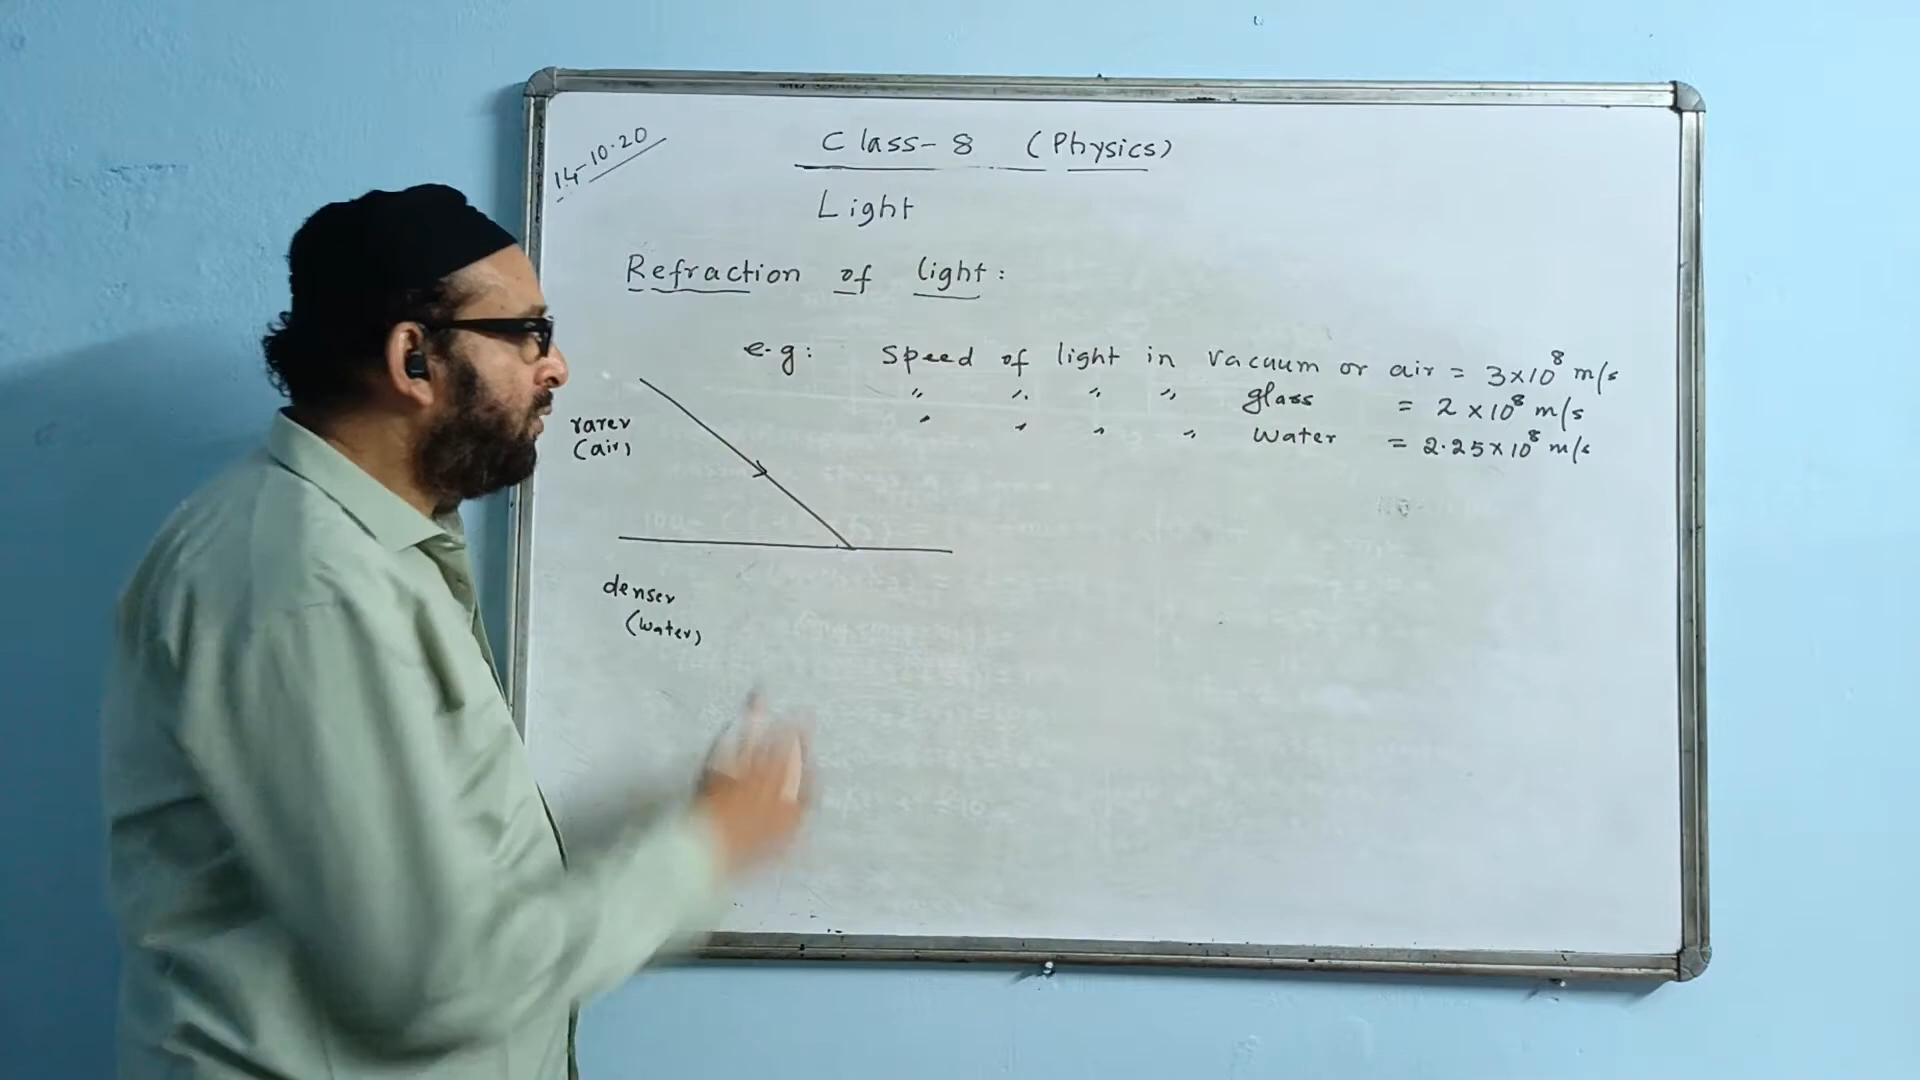 14-10-20
Class-8 (Physics)
Light
Refraction of light:
e.g: Speed of light in vacuum or air = 3×10⁸ m/s
" " " " glass = 2×10⁸ m/s
" " " " water = 2.25×10⁸ m/s
rarer
(air)
denser
(water)